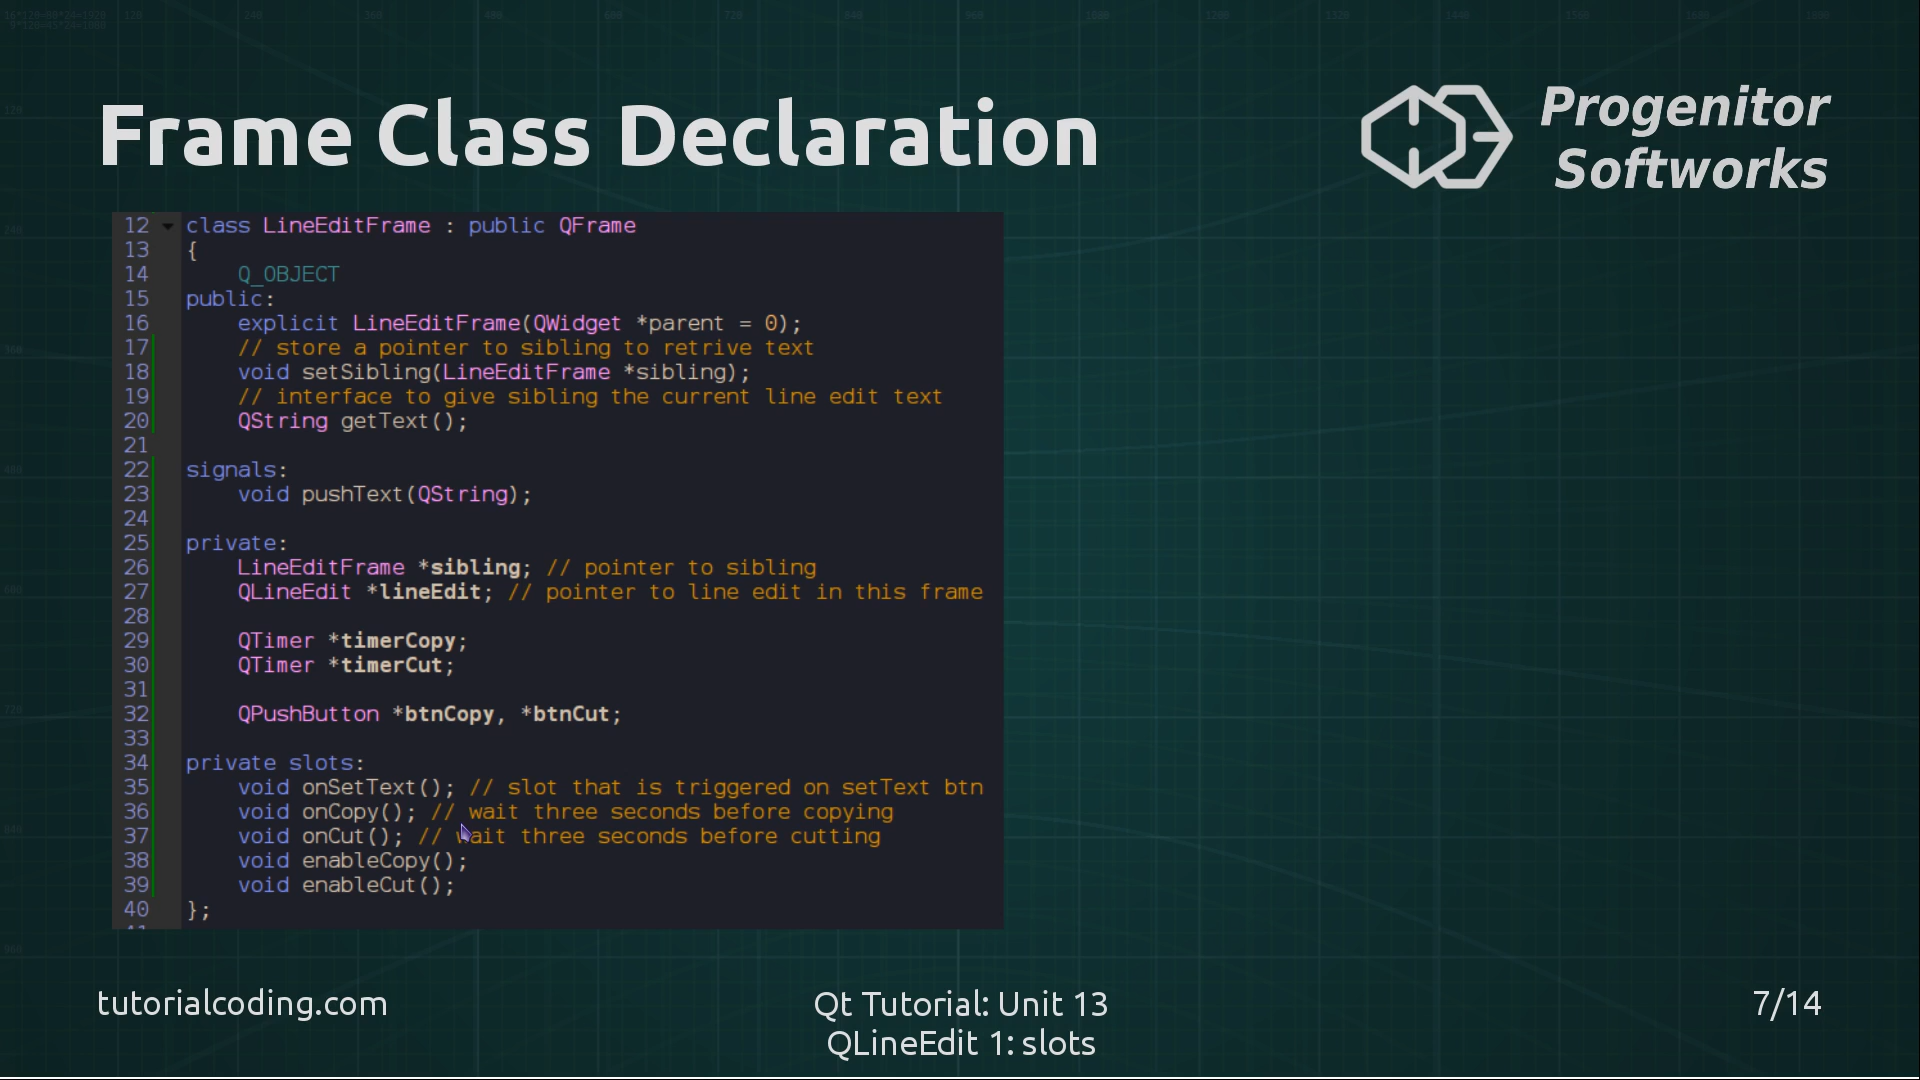 Frame Class Declaration
Progenitor
Softworks
12 class LineEditFrame : public QFrame
13 {
14 Q_OBJECT
15 public:
16 explicit LineEditFrame(QWidget *parent = 0);
17 // store a pointer to sibling to retrive text
18 void setSibling(LineEditFrame *sibling);
19 // interface to give sibling the current line edit text
20 QString getText();
21
22 signals:
23 void pushText(QString);
24
25 private:
26 LineEditFrame *sibling; // pointer to sibling
27 QLineEdit *lineEdit; // pointer to line edit in this frame
28
29 QTimer *timerCopy;
30 QTimer *timerCut;
31
32 QPushButton *btnCopy, *btnCut;
33
34 private slots:
35 void onSetText(); // slot that is triggered on setText btn
36 void onCopy(); // wait three seconds before copying
37 void onCut(); // wait three seconds before cutting
38 void enableCopy();
39 void enableCut();
40 };
tutorialcoding.com
Qt Tutorial: Unit 13
QLineEdit 1: slots
7/14